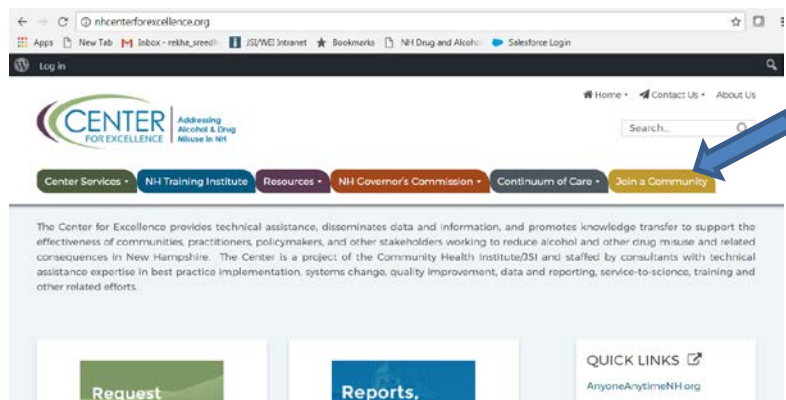 nhcenterforexcellence.org
Apps New Tab Inbox - rekha_sreedh JSI/WEI Intranet Bookmarks NH Drug and Alcohol Salesforce Login
Log in
Home Contact Us About Us
CENTER
FOR EXCELLENCE
Addressing
Alcohol & Drug
Misuse in NH
Search...
Center Services NH Training Institute Resources NH Governor's Commission Continuum of Care Join a Community
The Center for Excellence provides technical assistance, disseminates data and information, and promotes knowledge transfer to support the
effectiveness of communities, practitioners, policymakers, and other stakeholders working to reduce alcohol and other drug misuse and related
consequences in New Hampshire. The Center is a project of the Community Health Institute/JSI and staffed by consultants with technical
assistance expertise in best practice implementation, systems change, quality improvement, data and reporting, service-to-science, training and
other related efforts.
Request
Reports,
QUICK LINKS
AnyoneAnytimeNH.org